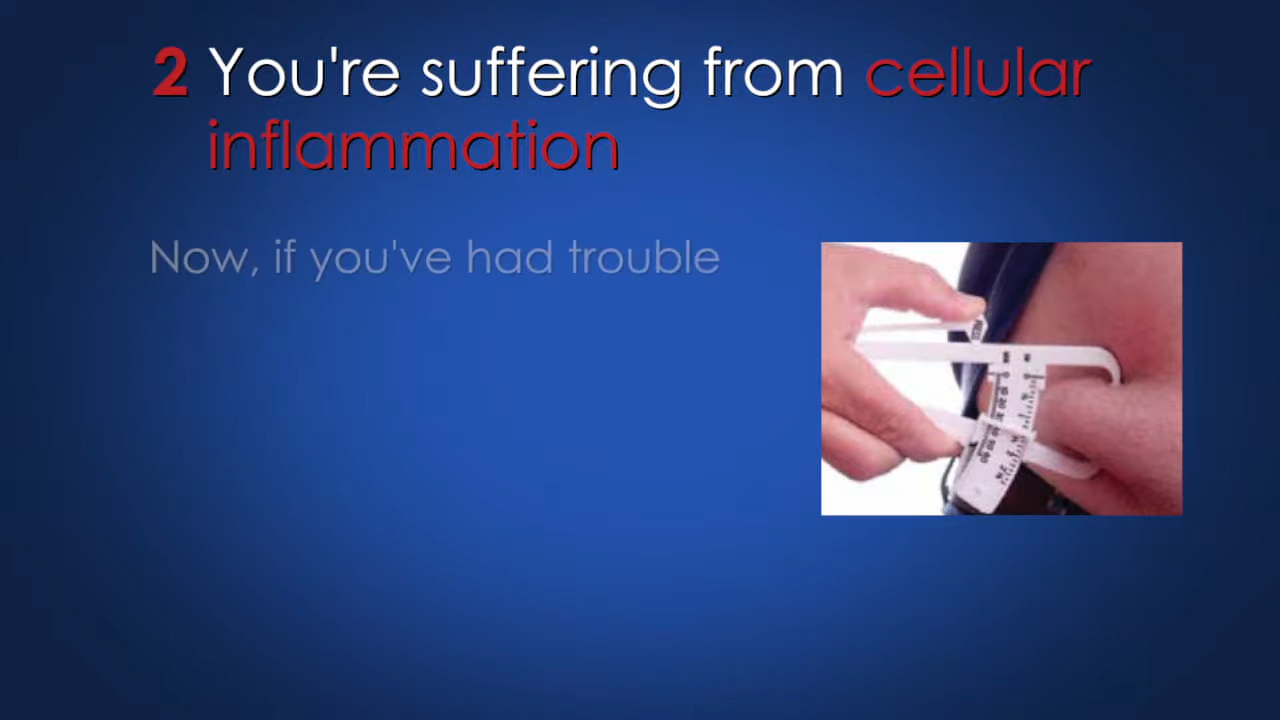 2 You're suffering from cellular
inflammation
Now, if you've had trouble